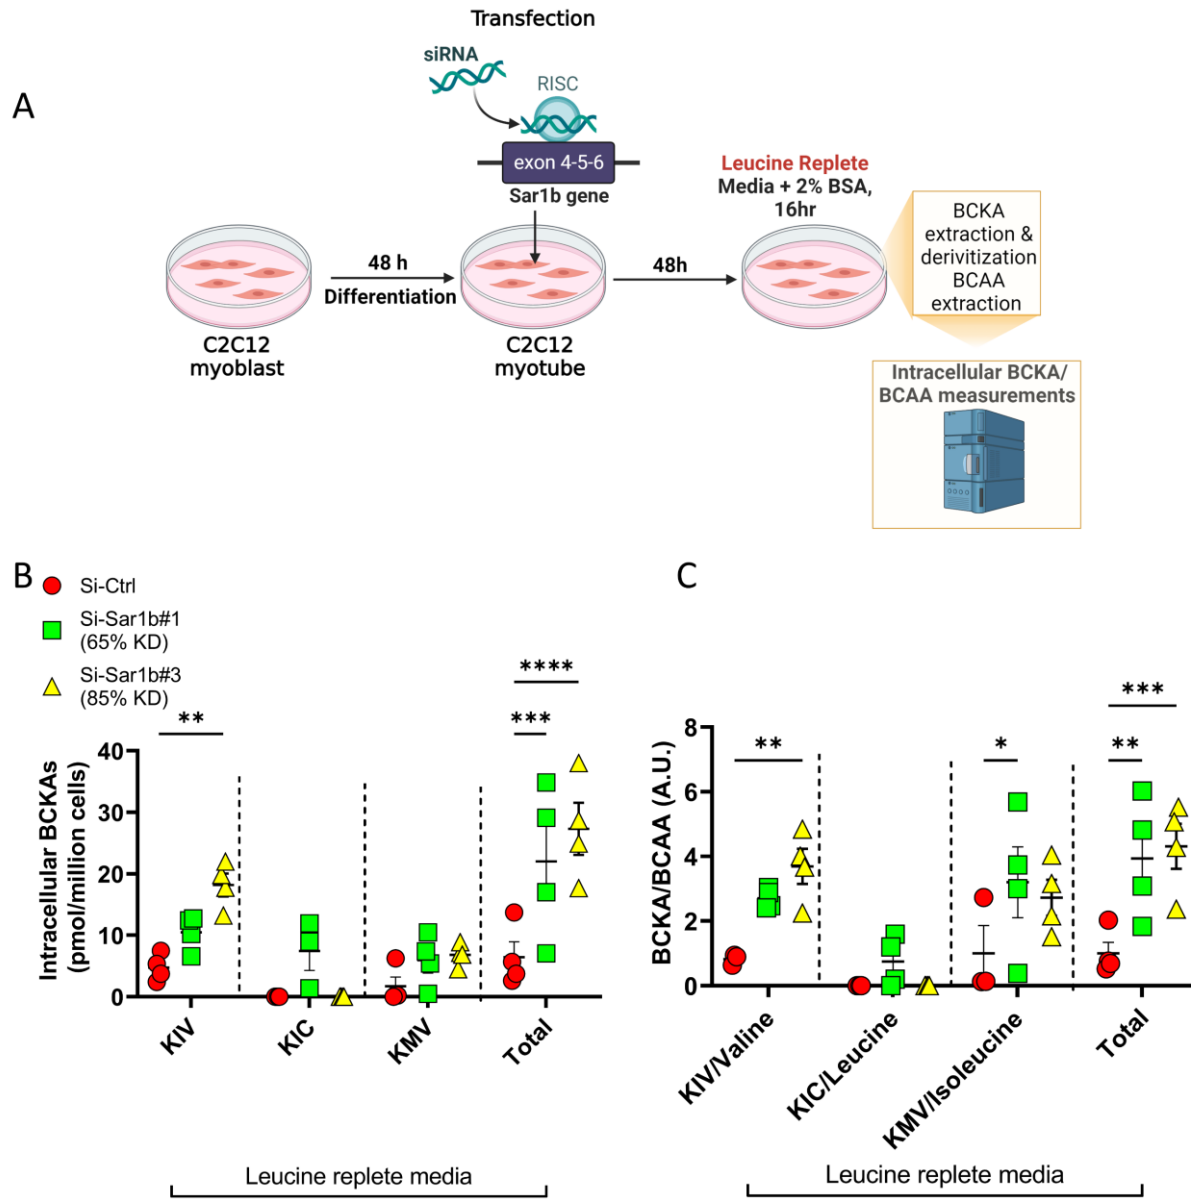 Transfection
siRNA
RISC
A
exon 4-5-6
Sar1b gene
Leucine Replete
Media + 2% BSA,
16hr
BCKA
extraction &
derivitization
BCAA
extraction
48 h
Differentiation
48h
C2C12
myoblast
C2C12
myotube
Intracellular BCKA/
BCAA measurements
B
Si-Ctrl
Si-Sar1b#1
(65% KD)
Si-Sar1b#3
(85% KD)
**
***
****
Intracellular BCKAs
(pmol/million cells)
40
30
20
10
0
KIV
KIC
KMV
Total
Leucine replete media
C
**
*
**
***
BCKA/BCAA (A.U.)
8
6
4
2
0
KIV/Valine
KIC/Leucine
KMV/Isoleucine
Total
Leucine replete media